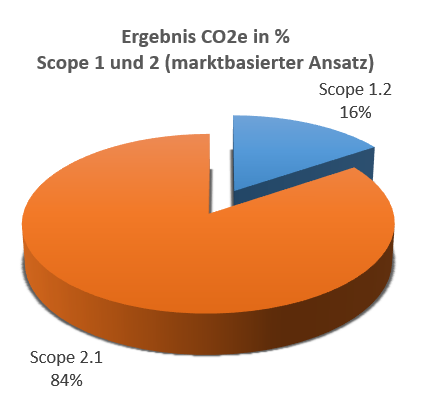 Ergebnis CO2e in %
Scope 1 und 2 (marktbasierter Ansatz)
Scope 1.2
16%
Scope 2.1
84%